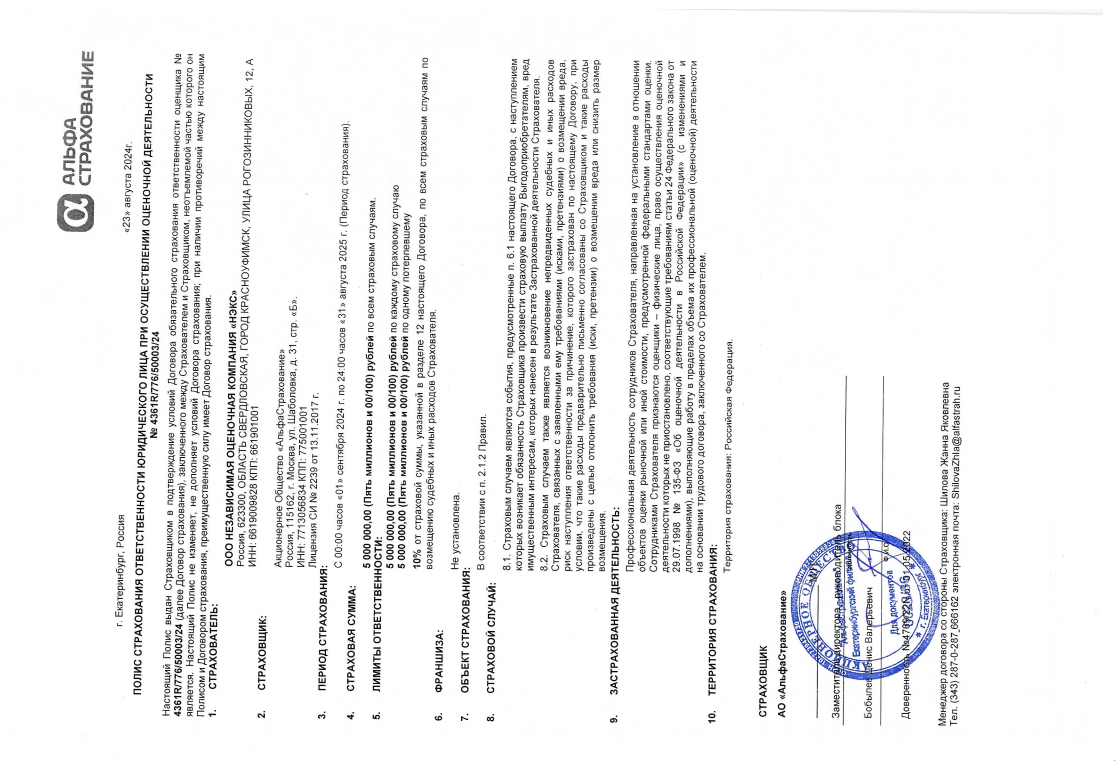 АЛЬФА
СТРАХОВАНИЕ
г. Екатеринбург, Россия «23» августа 2024г.
ПОЛИС СТРАХОВАНИЯ ОТВЕТСТВЕННОСТИ ЮРИДИЧЕСКОГО ЛИЦА ПРИ ОСУЩЕСТВЛЕНИИ ОЦЕНОЧНОЙ ДЕЯТЕЛЬНОСТИ
№ 4361R/776/50003/24
Настоящий Полис выдан Страховщиком в подтверждение условий Договора обязательного страхования ответственности оценщика №
4361R/776/50003/24 (далее Договор страхования), заключенного между Страхователем и Страховщиком, неотъемлемой частью которого он
является. Настоящий Полис не изменяет, не дополняет условий Договора страхования; при наличии противоречий между настоящим
Полисом и Договором страхования, преимущественную силу имеет Договор страхования.
1. СТРАХОВАТЕЛЬ:
ООО НЕЗАВИСИМАЯ ОЦЕНОЧНАЯ КОМПАНИЯ «НЭКС»
Россия, 623300, ОБЛАСТЬ СВЕРДЛОВСКАЯ, ГОРОД КРАСНОУФИМСК, УЛИЦА РОГОЗИННИКОВЫХ, 12, А
ИНН: 6619009828 КПП: 661901001
2. СТРАХОВЩИК:
Акционерное Общество «АльфаСтрахование»
Россия, 115162, г. Москва, ул. Шаболовка, д. 31, стр. «Б».
ИНН: 7713056834 КПП: 775001001
Лицензия СИ № 2239 от 13.11.2017 г.
3. ПЕРИОД СТРАХОВАНИЯ:
С 00:00 часов «01» сентября 2024 г. по 24:00 часов «31» августа 2025 г. (Период страхования).
4. СТРАХОВАЯ СУММА:
5 000 000,00 (Пять миллионов и 00/100) рублей по всем страховым случаям.
5. ЛИМИТЫ ОТВЕТСТВЕННОСТИ:
5 000 000,00 (Пять миллионов и 00/100) рублей по каждому страховому случаю
5 000 000,00 (Пять миллионов и 00/100) рублей по одному потерпевшему
10% от страховой суммы, указанной в разделе 12 настоящего Договора, по всем страховым случаям по
возмещению судебных и иных расходов Страхователя.
6. ФРАНШИЗА:
Не установлена.
7. ОБЪЕКТ СТРАХОВАНИЯ:
В соответствии с п. 2.1.2 Правил.
8. СТРАХОВОЙ СЛУЧАЙ:
8.1. Страховым случаем являются события, предусмотренные п. 6.1 настоящего Договора, с наступлением
которых возникает обязанность Страховщика произвести страховую выплату Выгодоприобретателям, вред
имущественным интересам, которых нанесен в результате Застрахованной деятельности Страхователя.
8.2. Страховым случаем также является возникновение непредвиденных судебных и иных расходов
Страхователя, связанных с заявленными ему требованиями (исками, претензиями) о возмещении вреда,
риск наступления ответственности за причинение, которого застрахован по настоящему Договору, при
условии, что такие расходы предварительно письменно согласованы со Страховщиком и такие расходы
произведены с целью отклонить требования (иски, претензии) о возмещении вреда или снизить размер
возмещения.
9. ЗАСТРАХОВАННАЯ ДЕЯТЕЛЬНОСТЬ:
Профессиональная деятельность сотрудников Страхователя, направленная на установление в отношении
объектов оценки рыночной или иной стоимости, предусмотренной федеральными стандартами оценки.
Сотрудниками Страхователя признаются оценщики – физические лица, право осуществления оценочной
деятельности которых не приостановлено, соответствующие требованиям статьи 24 Федерального закона от
29.07.1998 № 135-ФЗ «Об оценочной деятельности в Российской Федерации» (с изменениями и
дополнениями), выполняющие работу в пределах объема их профессиональной (оценочной) деятельности
на основании трудового договора, заключенного со Страхователем.
10. ТЕРРИТОРИЯ СТРАХОВАНИЯ:
Территория страхования: Российская Федерация.
СТРАХОВЩИК
АО «АльфаСтрахование»
Заместитель директора, руководитель блока
Бобылев Денис Валерьевич
Менеджер договора со стороны Страховщика: Шилова Жанна Яковлевна
Тел. (343) 287-0-287,6666162 электронная почта: ShilovaZhIa@alfastrah.ru